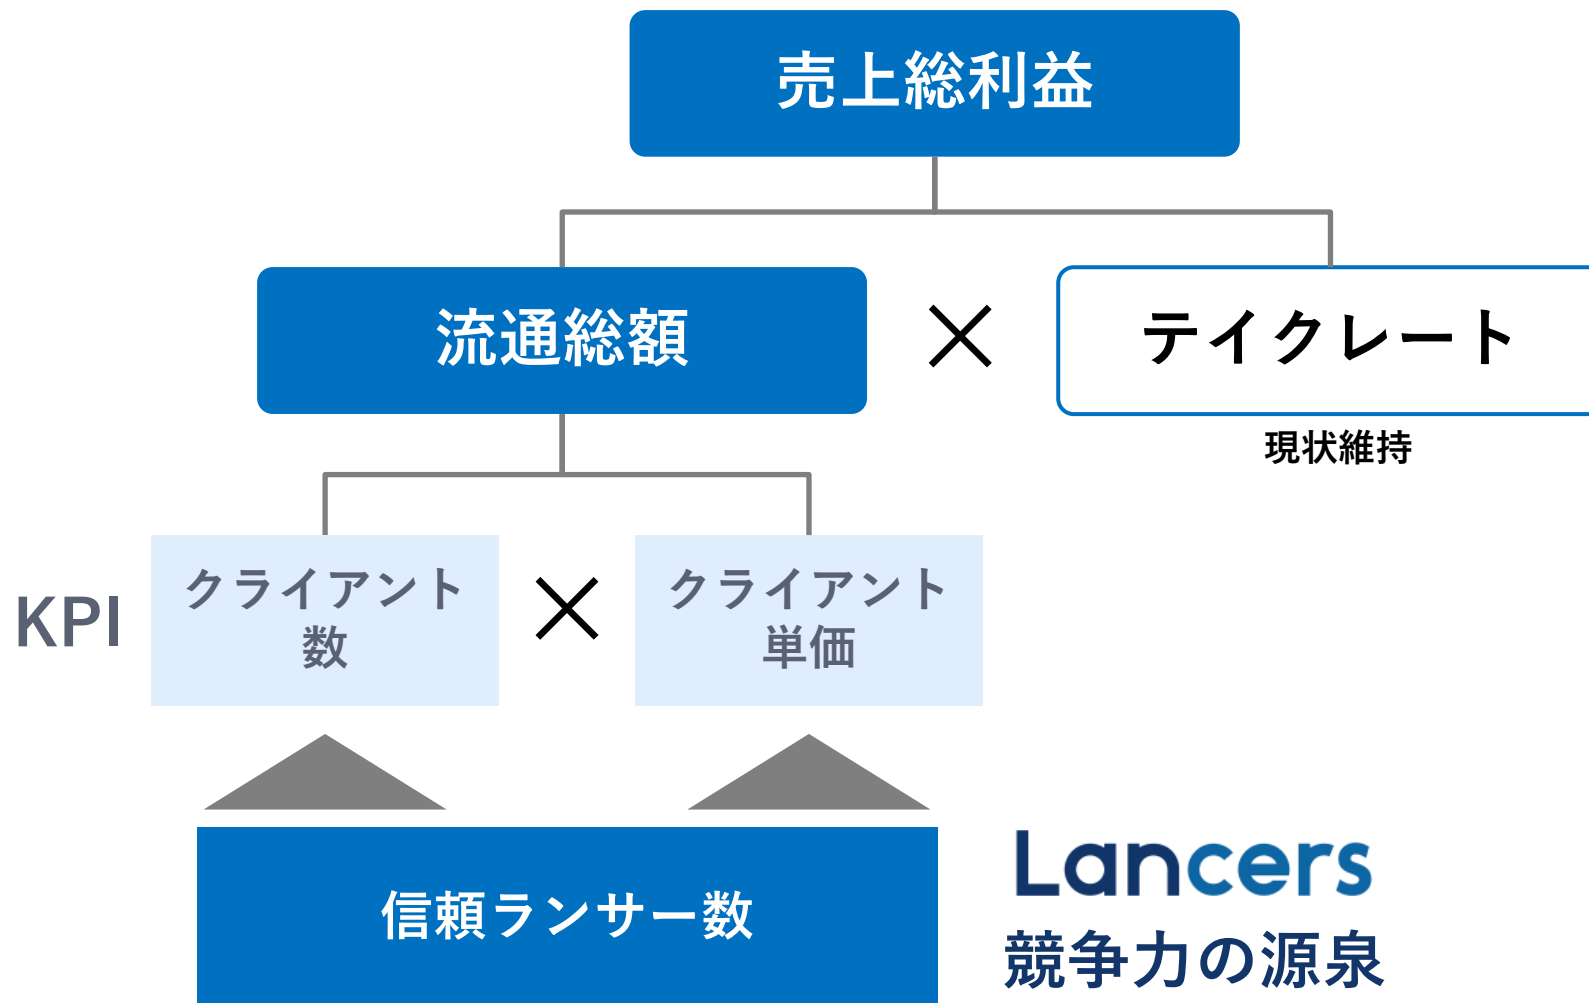 売上総利益
流通総額
×
テイクレート
現状維持
KPI
クライアント
数
×
クライアント
単価
信頼ランサー数
Lancers
競争力の源泉